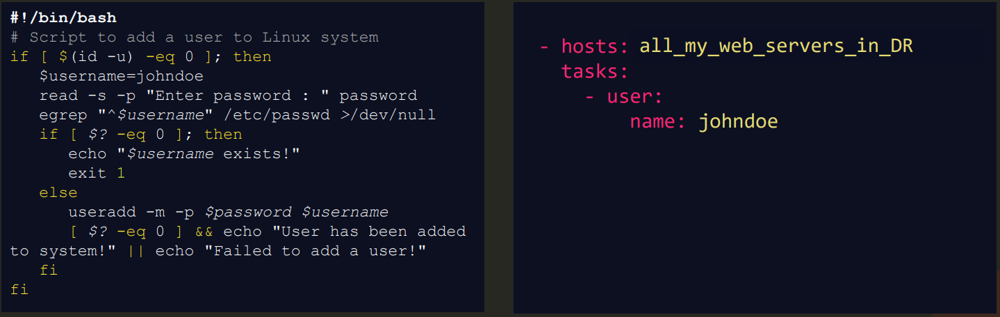 #!/bin/bash
# Script to add a user to Linux system
if [ $(id -u) -eq 0 ]; then
   $username=johndoe
   read -s -p "Enter password : " password
   egrep "^$username" /etc/passwd >/dev/null
   if [ $? -eq 0 ]; then
      echo "$username exists!"
      exit 1
   else
      useradd -m -p $password $username
      [ $? -eq 0 ] && echo "User has been added
to system!" || echo "Failed to add a user!"
   fi
fi
- hosts: all_my_web_servers_in_DR
  tasks:
    - user:
        name: johndoe